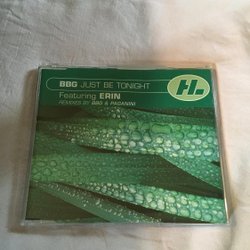 BBG JUST BE TONIGHT
Featuring ERIN
REMIXES BY BBG & PAGANINI
HL